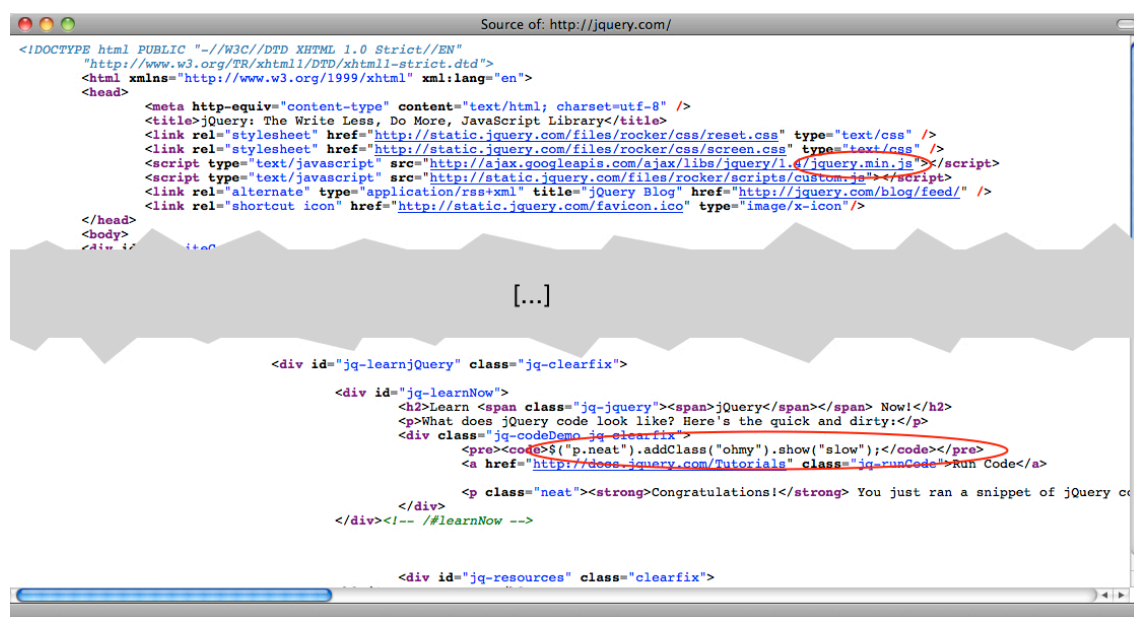 Source of: http://jquery.com/
<!DOCTYPE html PUBLIC "-//W3C//DTD XHTML 1.0 Strict//EN"
"http://www.w3.org/TR/xhtml1/DTD/xhtml1-strict.dtd">
<html xmlns="http://www.w3.org/1999/xhtml" xml:lang="en">
<head>
<meta http-equiv="content-type" content="text/html; charset=utf-8" />
<title>jQuery: The Write Less, Do More, JavaScript Library</title>
<link rel="stylesheet" href="http://static.jquery.com/files/rocker/css/reset.css" type="text/css" />
<link rel="stylesheet" href="http://static.jquery.com/files/rocker/css/screen.css" type="text/css" />
<script type="text/javascript" src="http://ajax.googleapis.com/ajax/libs/jquery/1.4/jquery.min.js"></script>
<script type="text/javascript" src="http://static.jquery.com/files/rocker/scripts/custom.js"></script>
<link rel="alternate" type="application/rss+xml" title="jQuery Blog" href="http://jquery.com/blog/feed/" />
<link rel="shortcut icon" href="http://static.jquery.com/favicon.ico" type="image/x-icon"/>
</head>
<body>
<div
[...]
<div id="jq-learnjQuery" class="jq-clearfix">
<div id="jq-learnNow">
<h2>Learn <span class="jq-jquery"><span>jQuery</span></span> Now!</h2>
<p>What does jQuery code look like? Here's the quick and dirty:</p>
<div class="jq-codeDemo jq-clearfix">
<pre><code>$("p.neat").addClass("ohmy").show("slow");</code></pre>
<a href="http://docs.jquery.com/Tutorials" class="jq-runCode">Run Code</a>
<p class="neat"><strong>Congratulations!</strong> You just ran a snippet of jQuery
</div>
</div><!-- /#learnNow -->
<div id="jq-resources" class="clearfix">